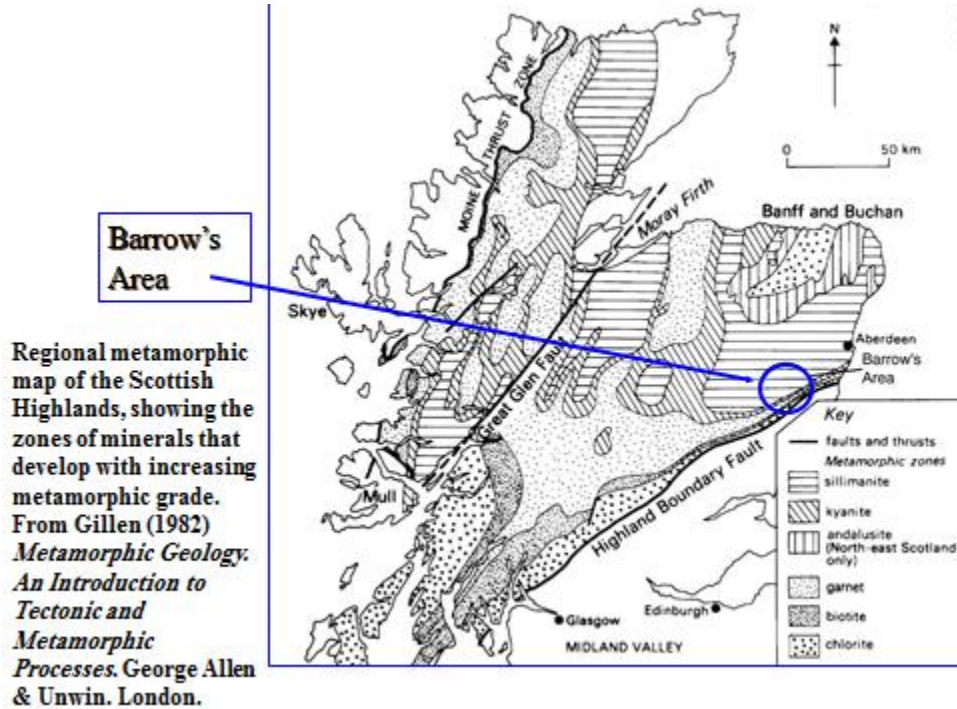 N
0 50 km
MOINE THRUST ZONE
Moray Firth
Banff and Buchan
Barrow's
Area
Skye
Aberdeen
Barrow's
Area
Great Glen Fault
Regional metamorphic
map of the Scottish
Highlands, showing the
zones of minerals that
develop with increasing
metamorphic grade.
From Gillen (1982)
Metamorphic Geology.
An Introduction to
Tectonic and
Metamorphic
Processes. George Allen
& Unwin. London.
Mull
Highland Boundary Fault
Glasgow
Edinburgh
MIDLAND VALLEY
Key
faults and thrusts
Metamorphic zones
sillimanite
kyanite
andalusite
(North-east Scotland
only)
garnet
biotite
chlorite